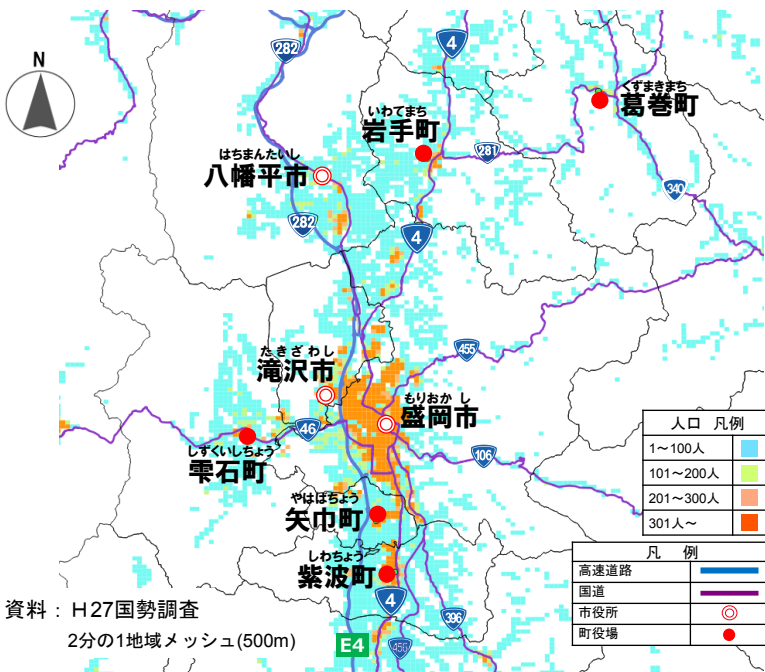 N
282
4
くずまきまち
葛巻町
いわてまち
岩手町
はちまんたいし
八幡平市
281
340
282
4
455
たきざわし
滝沢市
もりおかし
盛岡市
46
しずくいしちょう
雫石町
106
やはばちょう
矢巾町
しわちょう
紫波町
4
396
456
E4
人口 凡例
1～100人
101～200人
201～300人
301人～
凡 例
高速道路
国道
市役所
町役場
資料：H27国勢調査
2分の1地域メッシュ(500m)